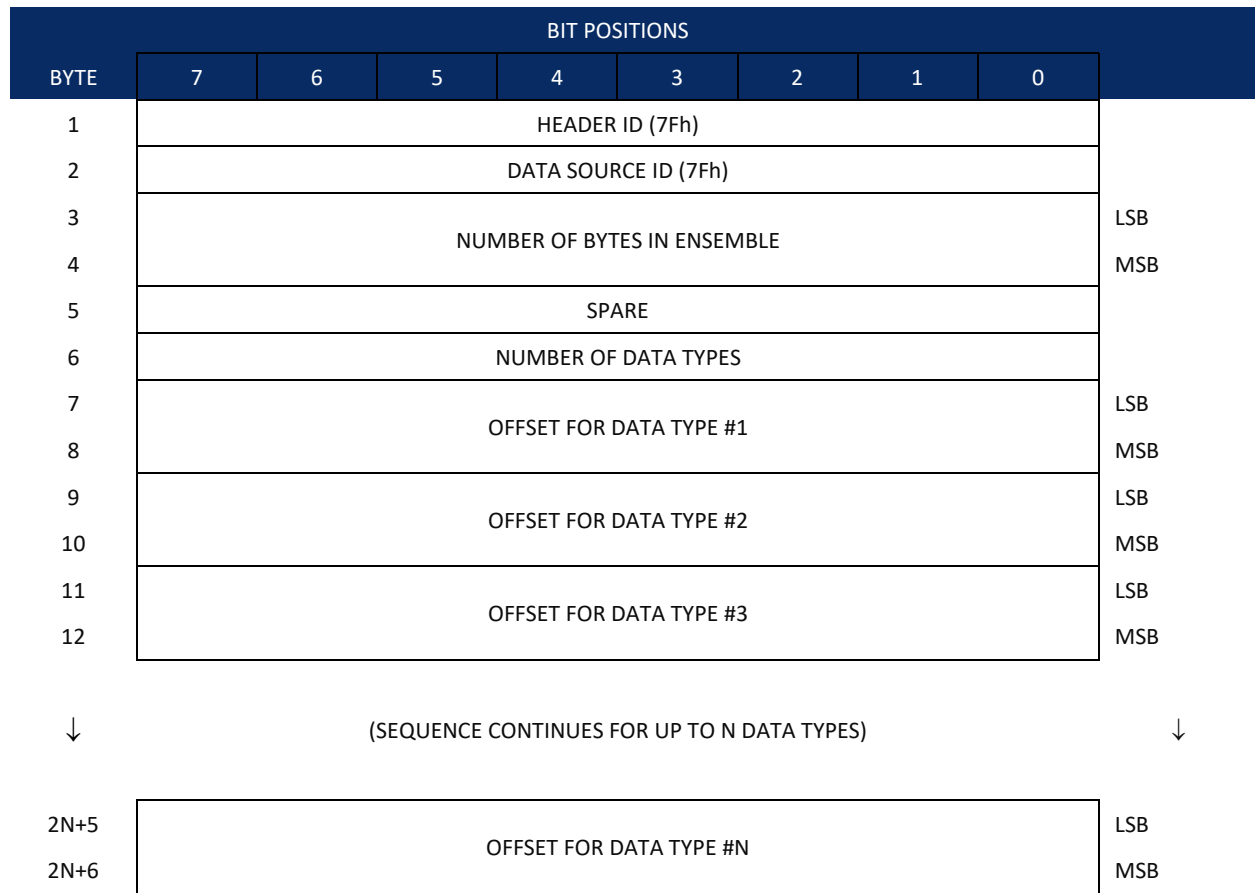 BIT POSITIONS
BYTE 7 6 5 4 3 2 1 0
1 HEADER ID (7Fh)
2 DATA SOURCE ID (7Fh)
3 LSB
NUMBER OF BYTES IN ENSEMBLE
4 MSB
5 SPARE
6 NUMBER OF DATA TYPES
7 LSB
OFFSET FOR DATA TYPE #1
8 MSB
9 LSB
OFFSET FOR DATA TYPE #2
10 MSB
11 LSB
OFFSET FOR DATA TYPE #3
12 MSB
↓ (SEQUENCE CONTINUES FOR UP TO N DATA TYPES) ↓
2N+5 LSB
OFFSET FOR DATA TYPE #N
2N+6 MSB